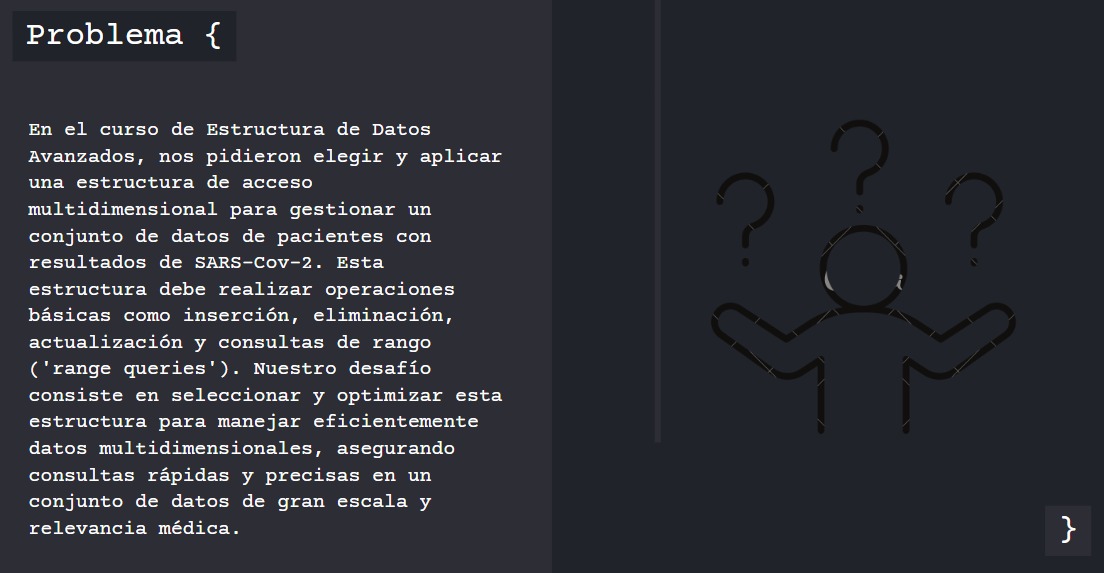 Problema {
En el curso de Estructura de Datos
Avanzados, nos pidieron elegir y aplicar
una estructura de acceso
multidimensional para gestionar un
conjunto de datos de pacientes con
resultados de SARS-Cov-2. Esta
estructura debe realizar operaciones
básicas como inserción, eliminación,
actualización y consultas de rango
('range queries'). Nuestro desafío
consiste en seleccionar y optimizar esta
estructura para manejar eficientemente
datos multidimensionales, asegurando
consultas rápidas y precisas en un
conjunto de datos de gran escala y
relevancia médica.
}